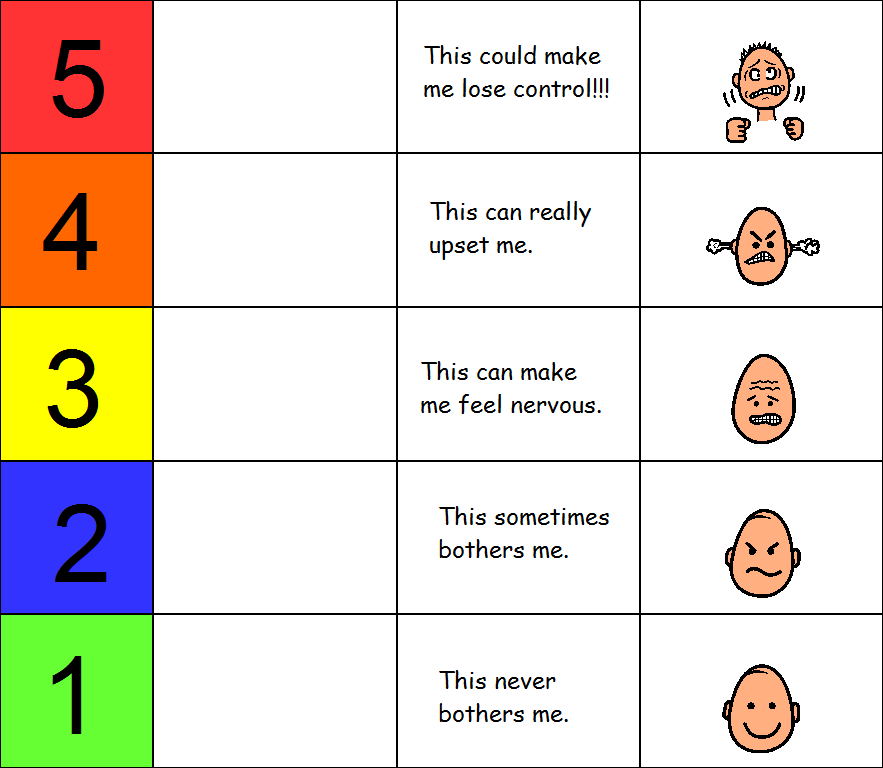 5
This could make
me lose control!!!
4
This can really
upset me.
3
This can make
me feel nervous.
2
This sometimes
bothers me.
1
This never
bothers me.